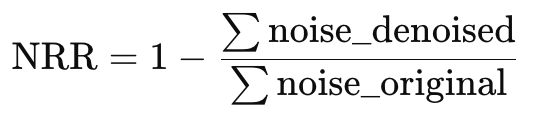 NRR = 1 − ∑ noise_denoised / ∑ noise_original